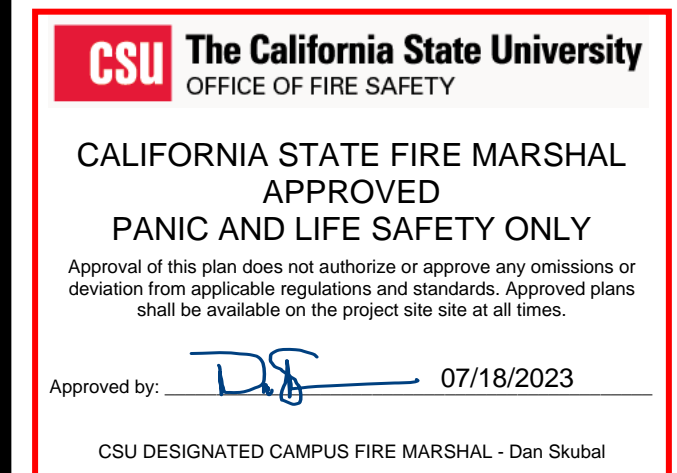 CSU The California State University
OFFICE OF FIRE SAFETY
CALIFORNIA STATE FIRE MARSHAL
APPROVED
PANIC AND LIFE SAFETY ONLY
Approval of this plan does not authorize or approve any omissions or
deviation from applicable regulations and standards. Approved plans
shall be available on the project site site at all times.
Approved by: 07/18/2023
CSU DESIGNATED CAMPUS FIRE MARSHAL - Dan Skubal